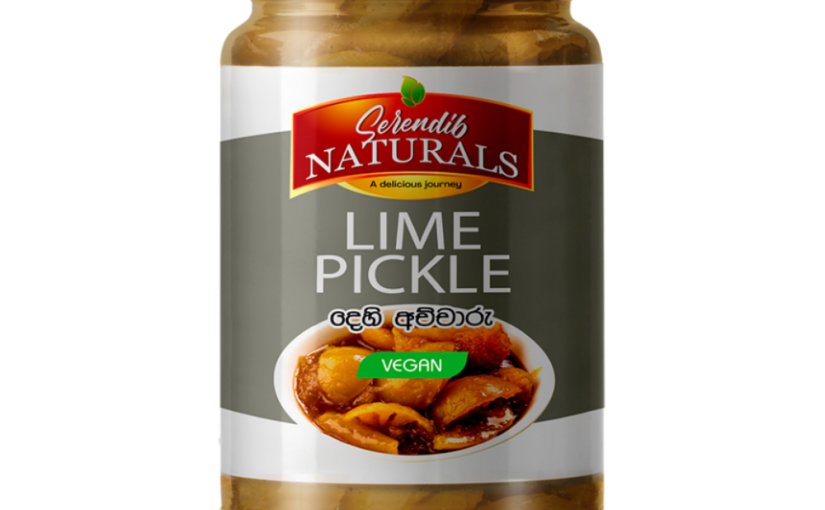 Serendib
NATURALS
A delicious journey
LIME
PICKLE
දෙහි අච්චාරු
VEGAN